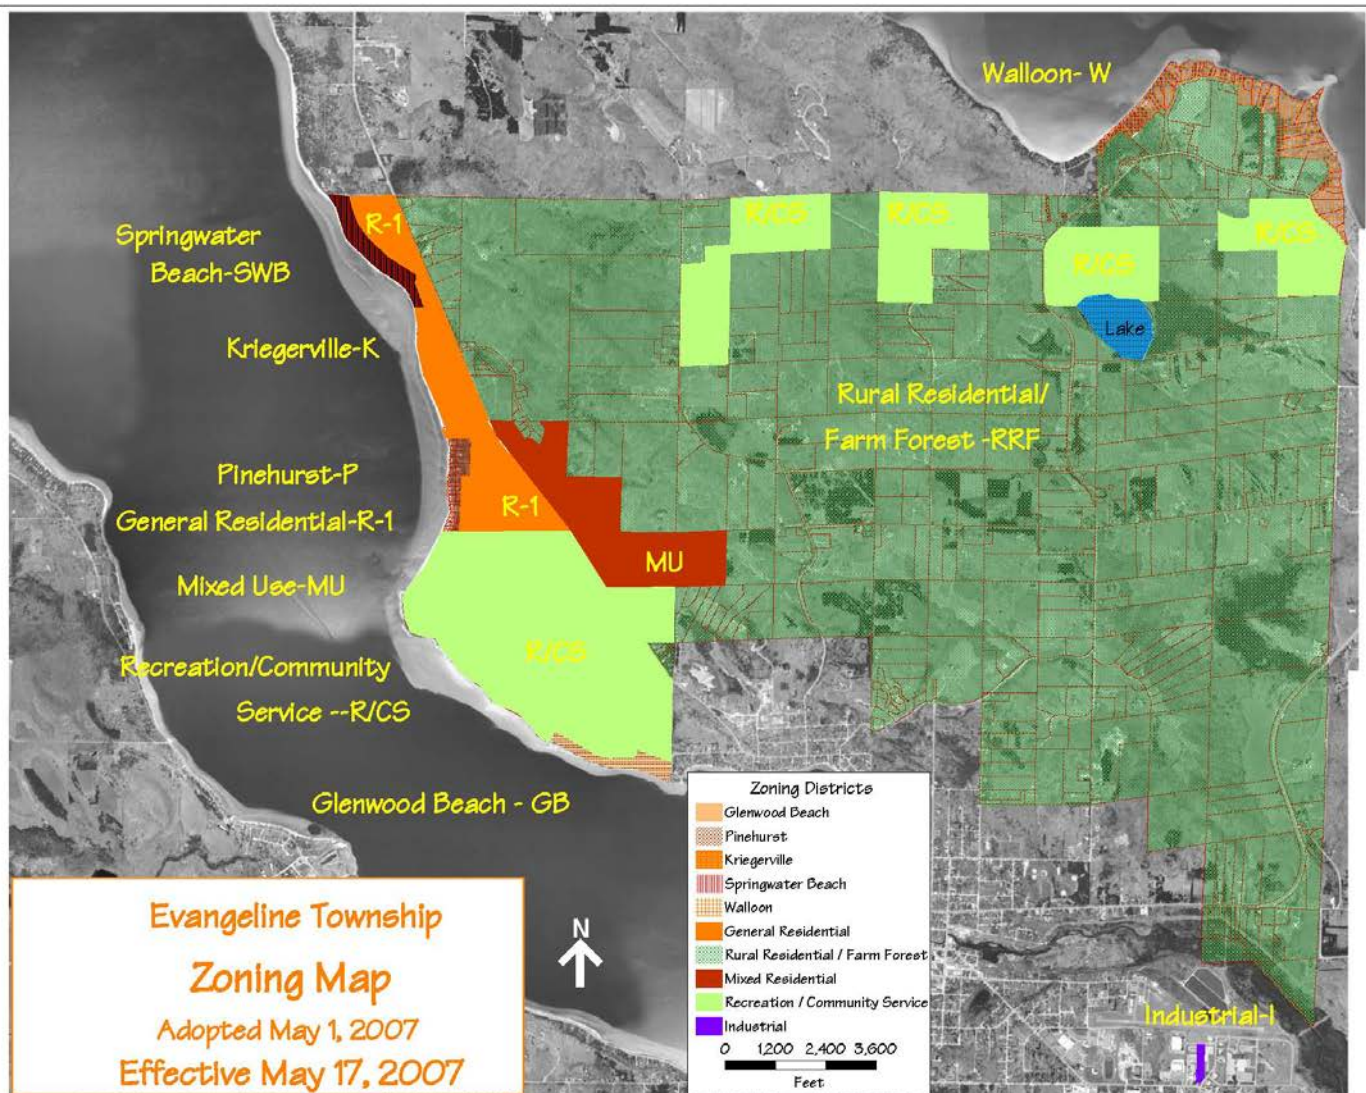 Walloon- W
R-1
R/CS
R/CS
R/CS
R/CS
Springwater
Beach-SWB
Lake
Kriegerville-K
Rural Residential/
Farm Forest -RRF
Pinehurst-P
General Residential-R-1
R-1
MU
Mixed Use-MU
R/CS
Recreation/Community
Service --R/CS
Glenwood Beach - GB
Zoning Districts
Glenwood Beach
Pinehurst
Kriegerville
Springwater Beach
Walloon
General Residential
Rural Residential / Farm Forest
Mixed Residential
Recreation / Community Service
Industrial
0 1,200 2,400 3,600
Feet
Industrial-I
N
Evangeline Township
Zoning Map
Adopted May 1, 2007
Effective May 17, 2007